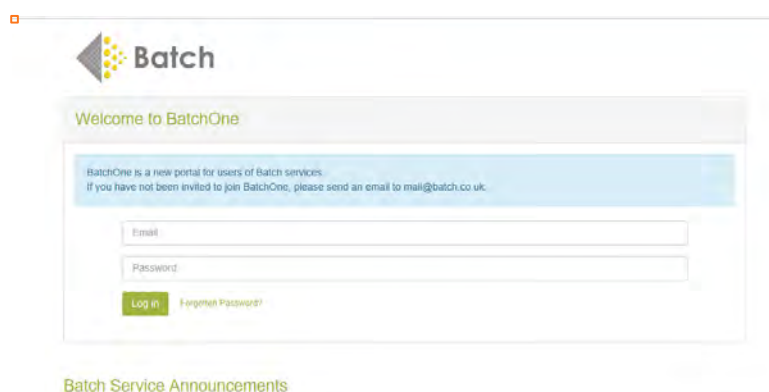 Batch
Welcome to BatchOne
BatchOne is a new portal for users of Batch services.
If you have not been invited to join BatchOne, please send an email to mail@batch.co.uk.
Email
Password
Log in Forgotten Password?
Batch Service Announcements